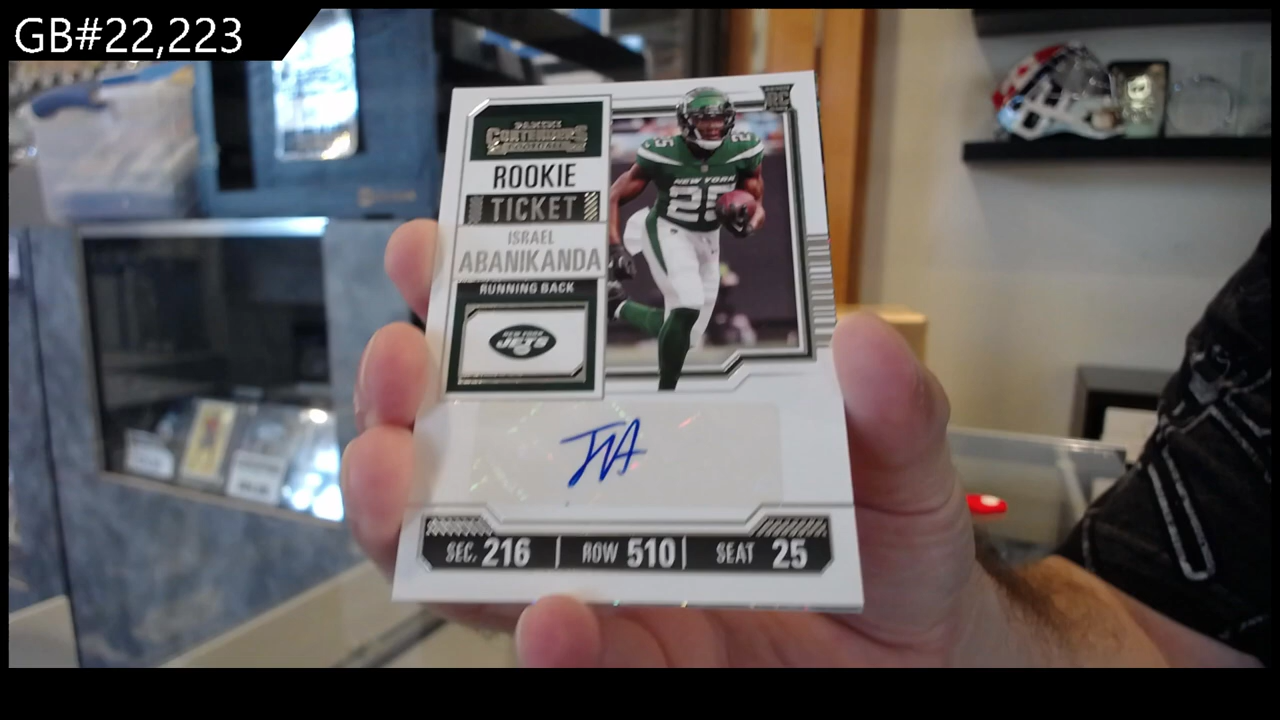 GB#22,223
PANINI
CONTENDERS
FOOTBALL
RC
ROOKIE
TICKET
ISRAEL
ABANIKANDA
RUNNING BACK
NEW YORK
25
NEW YORK
JETS
SEC. 216 | ROW 510 | SEAT 25